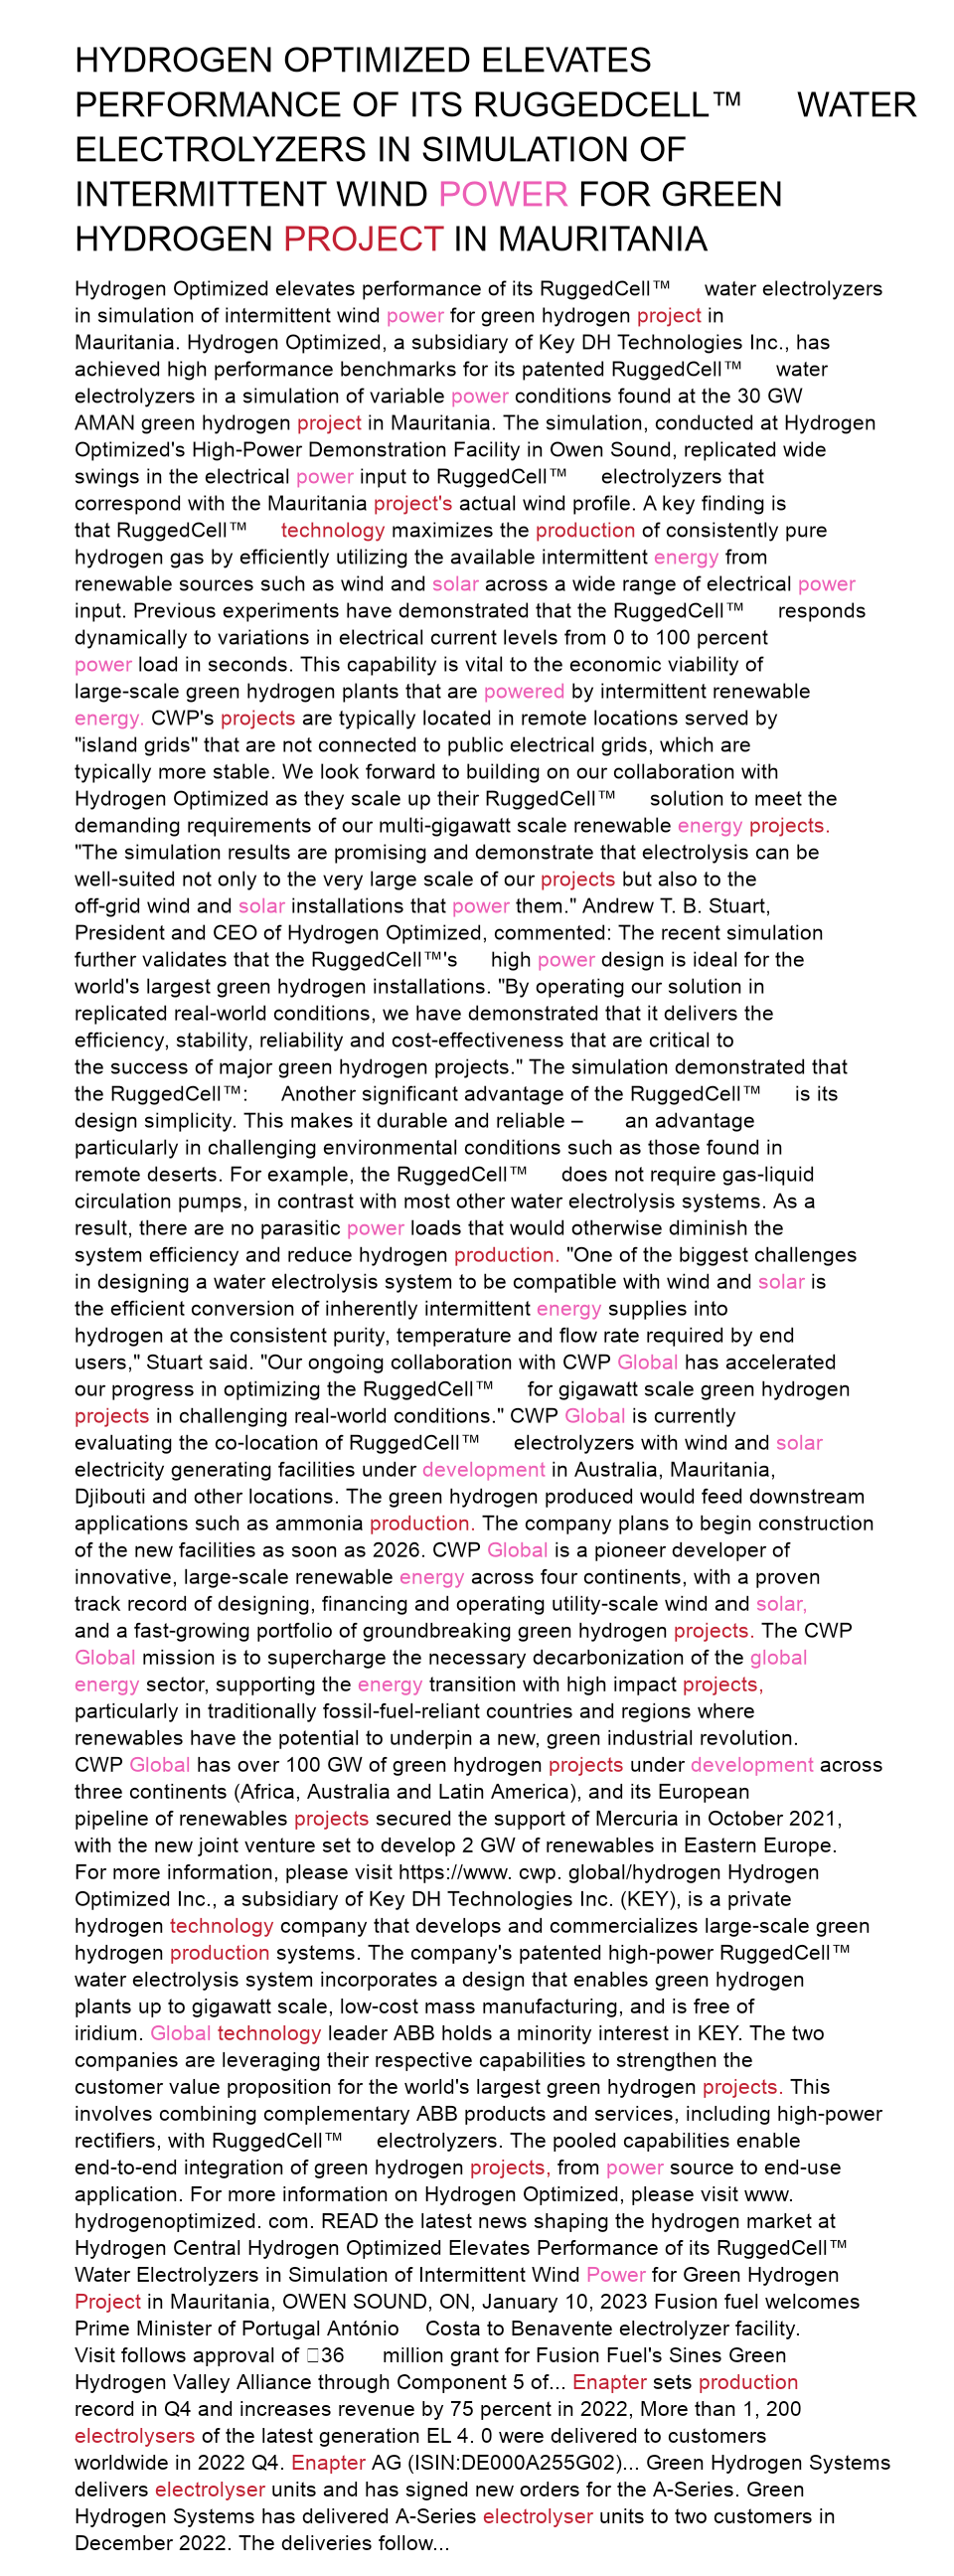 HYDROGEN OPTIMIZED ELEVATES
PERFORMANCE OF ITS RUGGEDCELL™ WATER
ELECTROLYZERS IN SIMULATION OF
INTERMITTENT WIND POWER FOR GREEN
HYDROGEN PROJECT IN MAURITANIA
Hydrogen Optimized elevates performance of its RuggedCell™ water electrolyzers
in simulation of intermittent wind power for green hydrogen project in
Mauritania. Hydrogen Optimized, a subsidiary of Key DH Technologies Inc., has
achieved high performance benchmarks for its patented RuggedCell™ water
electrolyzers in a simulation of variable power conditions found at the 30 GW
AMAN green hydrogen project in Mauritania. The simulation, conducted at Hydrogen
Optimized's High-Power Demonstration Facility in Owen Sound, replicated wide
swings in the electrical power input to RuggedCell™ electrolyzers that
correspond with the Mauritania project's actual wind profile. A key finding is
that RuggedCell™ technology maximizes the production of consistently pure
hydrogen gas by efficiently utilizing the available intermittent energy from
renewable sources such as wind and solar across a wide range of electrical power
input. Previous experiments have demonstrated that the RuggedCell™ responds
dynamically to variations in electrical current levels from 0 to 100 percent
power load in seconds. This capability is vital to the economic viability of
large-scale green hydrogen plants that are powered by intermittent renewable
energy. CWP's projects are typically located in remote locations served by
"island grids" that are not connected to public electrical grids, which are
typically more stable. We look forward to building on our collaboration with
Hydrogen Optimized as they scale up their RuggedCell™ solution to meet the
demanding requirements of our multi-gigawatt scale renewable energy projects.
"The simulation results are promising and demonstrate that electrolysis can be
well-suited not only to the very large scale of our projects but also to the
off-grid wind and solar installations that power them." Andrew T. B. Stuart,
President and CEO of Hydrogen Optimized, commented: The recent simulation
further validates that the RuggedCell™'s high power design is ideal for the
world's largest green hydrogen installations. "By operating our solution in
replicated real-world conditions, we have demonstrated that it delivers the
efficiency, stability, reliability and cost-effectiveness that are critical to
the success of major green hydrogen projects." The simulation demonstrated that
the RuggedCell™: Another significant advantage of the RuggedCell™ is its
design simplicity. This makes it durable and reliable – an advantage
particularly in challenging environmental conditions such as those found in
remote deserts. For example, the RuggedCell™ does not require gas-liquid
circulation pumps, in contrast with most other water electrolysis systems. As a
result, there are no parasitic power loads that would otherwise diminish the
system efficiency and reduce hydrogen production. "One of the biggest challenges
in designing a water electrolysis system to be compatible with wind and solar is
the efficient conversion of inherently intermittent energy supplies into
hydrogen at the consistent purity, temperature and flow rate required by end
users," Stuart said. "Our ongoing collaboration with CWP Global has accelerated
our progress in optimizing the RuggedCell™ for gigawatt scale green hydrogen
projects in challenging real-world conditions." CWP Global is currently
evaluating the co-location of RuggedCell™ electrolyzers with wind and solar
electricity generating facilities under development in Australia, Mauritania,
Djibouti and other locations. The green hydrogen produced would feed downstream
applications such as ammonia production. The company plans to begin construction
of the new facilities as soon as 2026. CWP Global is a pioneer developer of
innovative, large-scale renewable energy across four continents, with a proven
track record of designing, financing and operating utility-scale wind and solar,
and a fast-growing portfolio of groundbreaking green hydrogen projects. The CWP
Global mission is to supercharge the necessary decarbonization of the global
energy sector, supporting the energy transition with high impact projects,
particularly in traditionally fossil-fuel-reliant countries and regions where
renewables have the potential to underpin a new, green industrial revolution.
CWP Global has over 100 GW of green hydrogen projects under development across
three continents (Africa, Australia and Latin America), and its European
pipeline of renewables projects secured the support of Mercuria in October 2021,
with the new joint venture set to develop 2 GW of renewables in Eastern Europe.
For more information, please visit https://www. cwp. global/hydrogen Hydrogen
Optimized Inc., a subsidiary of Key DH Technologies Inc. (KEY), is a private
hydrogen technology company that develops and commercializes large-scale green
hydrogen production systems. The company's patented high-power RuggedCell™
water electrolysis system incorporates a design that enables green hydrogen
plants up to gigawatt scale, low-cost mass manufacturing, and is free of
iridium. Global technology leader ABB holds a minority interest in KEY. The two
companies are leveraging their respective capabilities to strengthen the
customer value proposition for the world's largest green hydrogen projects. This
involves combining complementary ABB products and services, including high-power
rectifiers, with RuggedCell™ electrolyzers. The pooled capabilities enable
end-to-end integration of green hydrogen projects, from power source to end-use
application. For more information on Hydrogen Optimized, please visit www.
hydrogenoptimized. com. READ the latest news shaping the hydrogen market at
Hydrogen Central Hydrogen Optimized Elevates Performance of its RuggedCell™
Water Electrolyzers in Simulation of Intermittent Wind Power for Green Hydrogen
Project in Mauritania, OWEN SOUND, ON, January 10, 2023 Fusion fuel welcomes
Prime Minister of Portugal António Costa to Benavente electrolyzer facility.
Visit follows approval of 36 million grant for Fusion Fuel's Sines Green
Hydrogen Valley Alliance through Component 5 of... Enapter sets production
record in Q4 and increases revenue by 75 percent in 2022, More than 1, 200
electrolysers of the latest generation EL 4. 0 were delivered to customers
worldwide in 2022 Q4. Enapter AG (ISIN:DE000A255G02)... Green Hydrogen Systems
delivers electrolyser units and has signed new orders for the A-Series. Green
Hydrogen Systems has delivered A-Series electrolyser units to two customers in
December 2022. The deliveries follow...